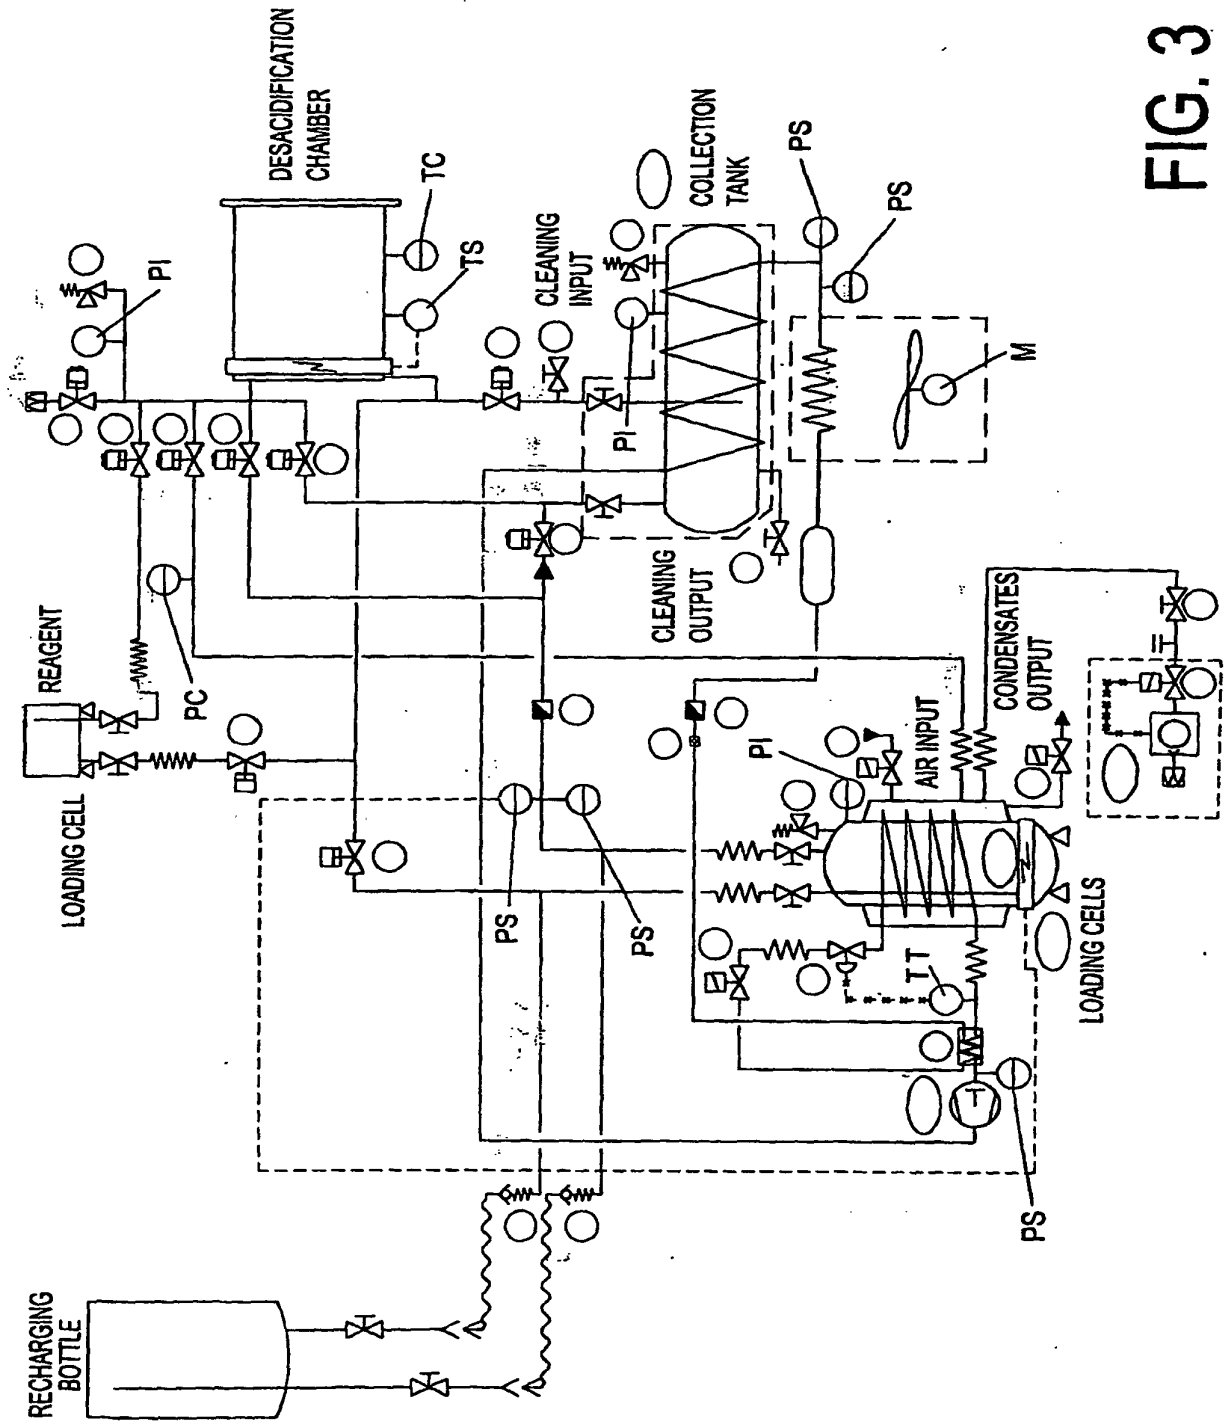 RECHARGING
BOTTLE
LOADING CELL
REAGENT
PC
DESACIDIFICATION
CHAMBER
PI
TC
TS
CLEANING
INPUT
PI
COLLECTION
TANK
PS
PS
M
CLEANING
OUTPUT
PS
PS
PI
AIR INPUT
CONDENSATES
OUTPUT
TT
LOADING CELLS
PS
FIG. 3